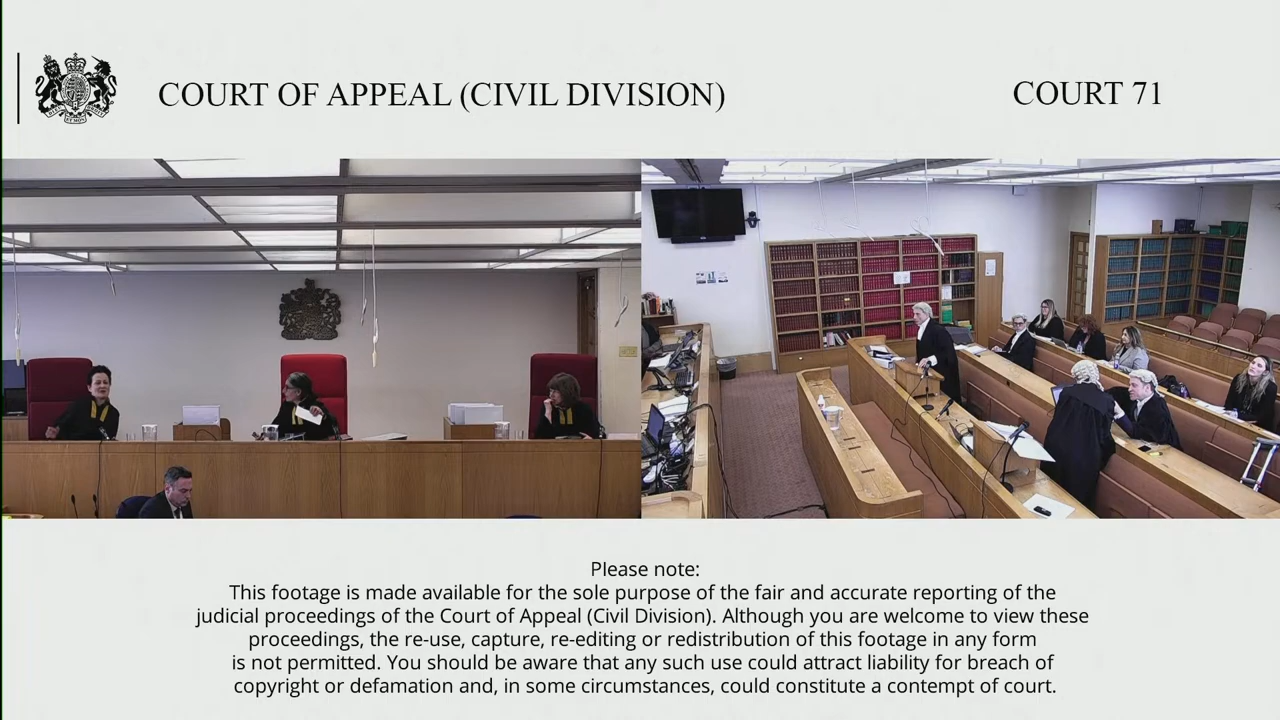 COURT OF APPEAL (CIVIL DIVISION)
COURT 71
Please note:
This footage is made available for the sole purpose of the fair and accurate reporting of the
judicial proceedings of the Court of Appeal (Civil Division). Although you are welcome to view these
proceedings, the re-use, capture, re-editing or redistribution of this footage in any form
is not permitted. You should be aware that any such use could attract liability for breach of
copyright or defamation and, in some circumstances, could constitute a contempt of court.